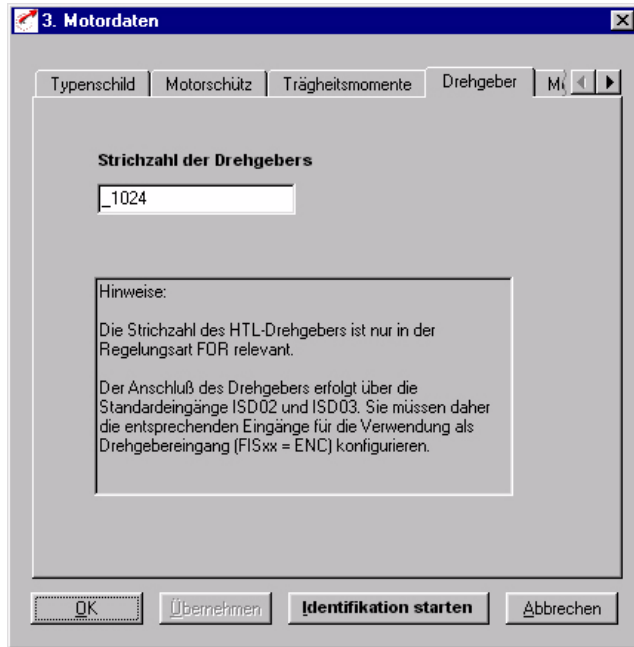 3. Motordaten
Typenschild Motorschütz Trägheitsmomente Drehgeber
Strichzahl der Drehgebers
_1024
Hinweise:
Die Strichzahl des HTL-Drehgebers ist nur in der
Regelungsart FOR relevant.
Der Anschluß des Drehgebers erfolgt über die
Standardeingänge ISD02 und ISD03. Sie müssen daher
die entsprechenden Eingänge für die Verwendung als
Drehgebereingang (FISxx = ENC) konfigurieren.
OK Übernehmen Identifikation starten Abbrechen